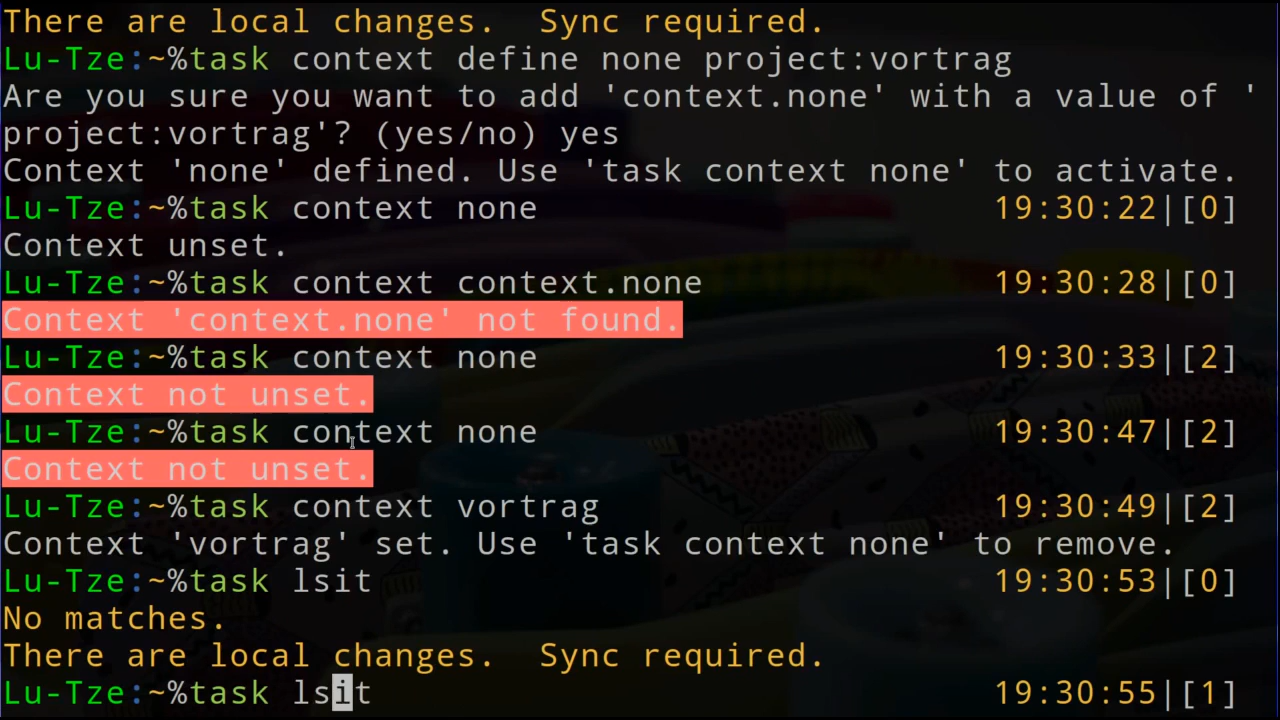 There are local changes.  Sync required.
Lu-Tze:~%task context define none project:vortrag
Are you sure you want to add 'context.none' with a value of '
project:vortrag'? (yes/no) yes
Context 'none' defined. Use 'task context none' to activate.
Lu-Tze:~%task context none 19:30:22|[0]
Context unset.
Lu-Tze:~%task context context.none 19:30:28|[0]
Context 'context.none' not found.
Lu-Tze:~%task context none 19:30:33|[2]
Context not unset.
Lu-Tze:~%task context none 19:30:47|[2]
Context not unset.
Lu-Tze:~%task context vortrag 19:30:49|[2]
Context 'vortrag' set. Use 'task context none' to remove.
Lu-Tze:~%task lsit 19:30:53|[0]
No matches.
There are local changes.  Sync required.
Lu-Tze:~%task lsit 19:30:55|[1]